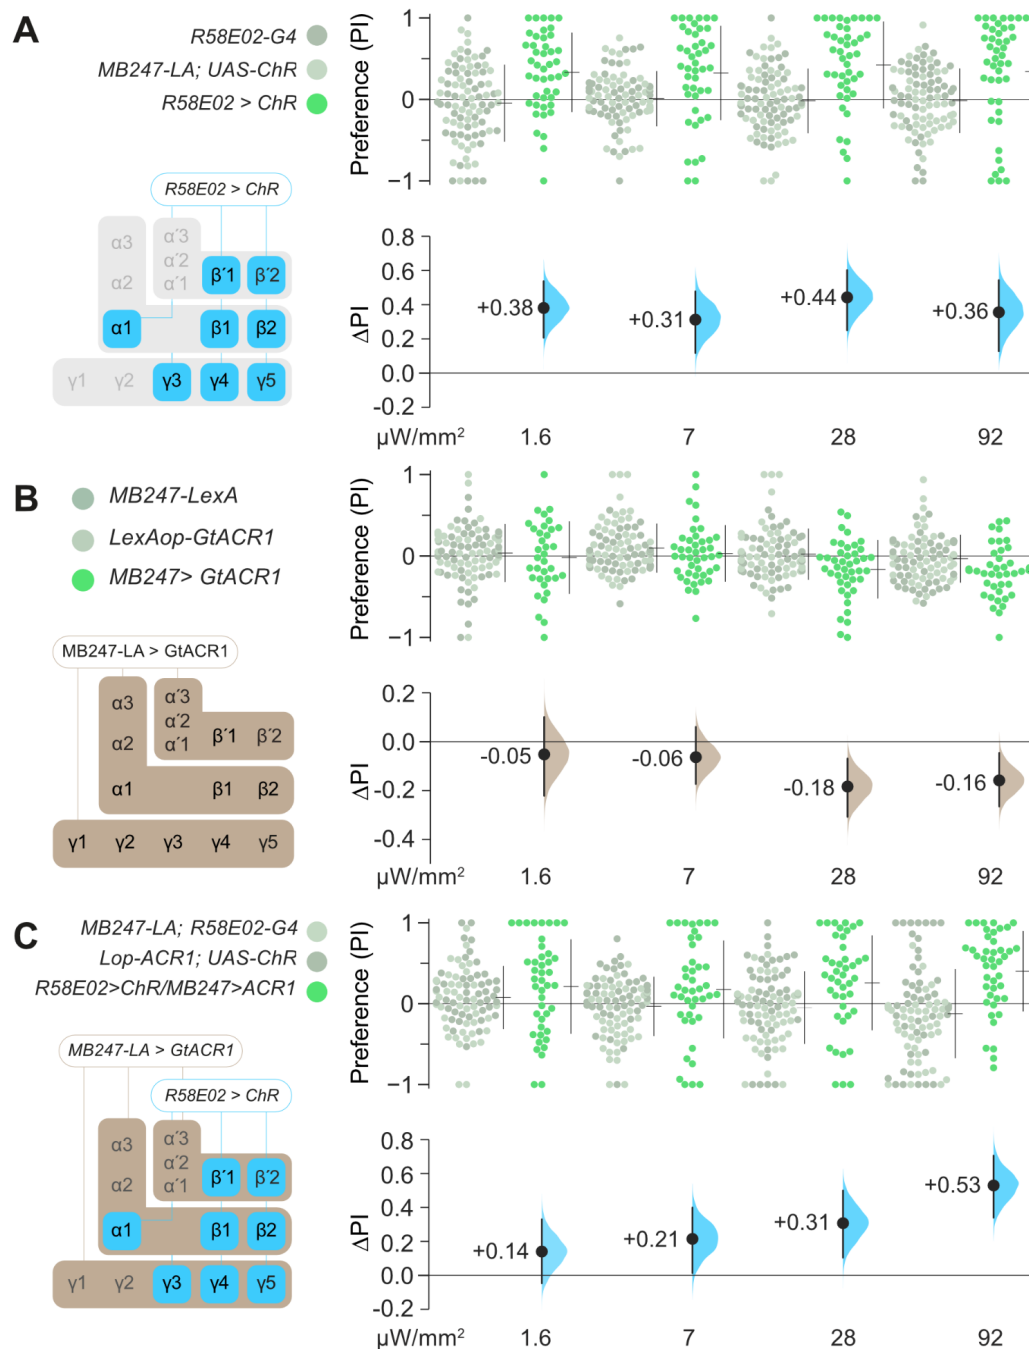 A
R58E02-G4
MB247-LA; UAS-ChR
R58E02 > ChR
R58E02 > ChR
α3
α´3
α2
α´2
α´1
β´1
β´2
α1
β1
β2
γ1
γ2
γ3
γ4
γ5
Preference (PI)
1
0
−1
ΔPI
0.8
0.6
0.4
0.2
0.0
-0.2
+0.38
+0.31
+0.44
+0.36
µW/mm²
1.6
7
28
92
B
MB247-LexA
LexAop-GtACR1
MB247> GtACR1
MB247-LA > GtACR1
α3
α´3
α2
α´2
α´1
β´1
β´2
α1
β1
β2
γ1
γ2
γ3
γ4
γ5
Preference (PI)
1
0
−1
ΔPI
0.2
0.0
-0.2
-0.4
-0.05
-0.06
-0.18
-0.16
µW/mm²
1.6
7
28
92
C
MB247-LA; R58E02-G4
Lop-ACR1; UAS-ChR
R58E02>ChR/MB247>ACR1
MB247-LA > GtACR1
R58E02 > ChR
α3
α´3
α2
α´2
α´1
β´1
β´2
α1
β1
β2
γ1
γ2
γ3
γ4
γ5
Preference (PI)
1
0
−1
ΔPI
0.8
0.6
0.4
0.2
0.0
-0.2
+0.14
+0.21
+0.31
+0.53
µW/mm²
1.6
7
28
92